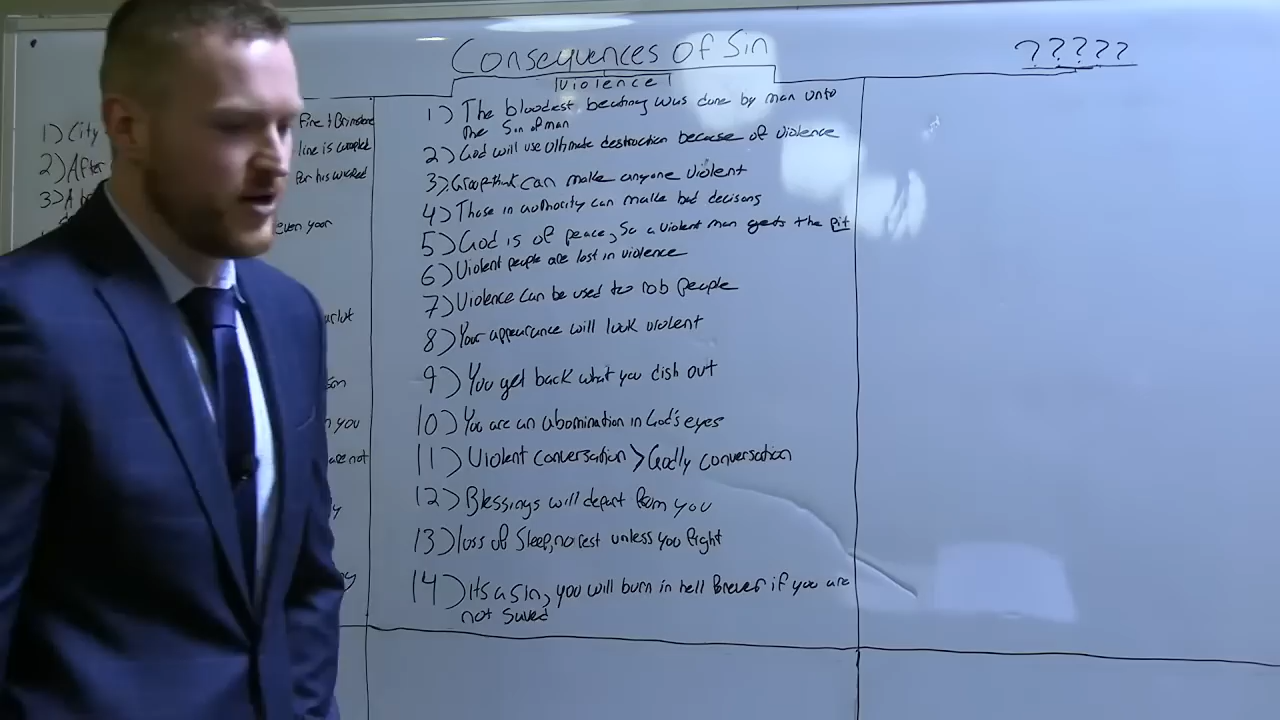 Consequences of Sin
?????
Violence
1) City
2) After
3) A
Fire & Brimstone
line is
For his wicked
even your
harlot
son
you
are not
1) The bloodest beating was done by man unto
the Son of man
2) God will use Ultimate destruction because of violence
3) Groupthink can make anyone violent
4) Those in authority can make bad decisons
5) God is of peace, So a violent man gets the Pit
6) Violent people are lost in violence
7) Violence can be used to rob people
8) Your appearance will look violent
9) You get back what you dish out
10) You are an abomination in God's eyes
11) Violent conversation > Godly conversation
12) Blessings will depart from you
13) loss of Sleep, no rest unless you fight
14) Its a sin, you will burn in hell forever if you are
not saved